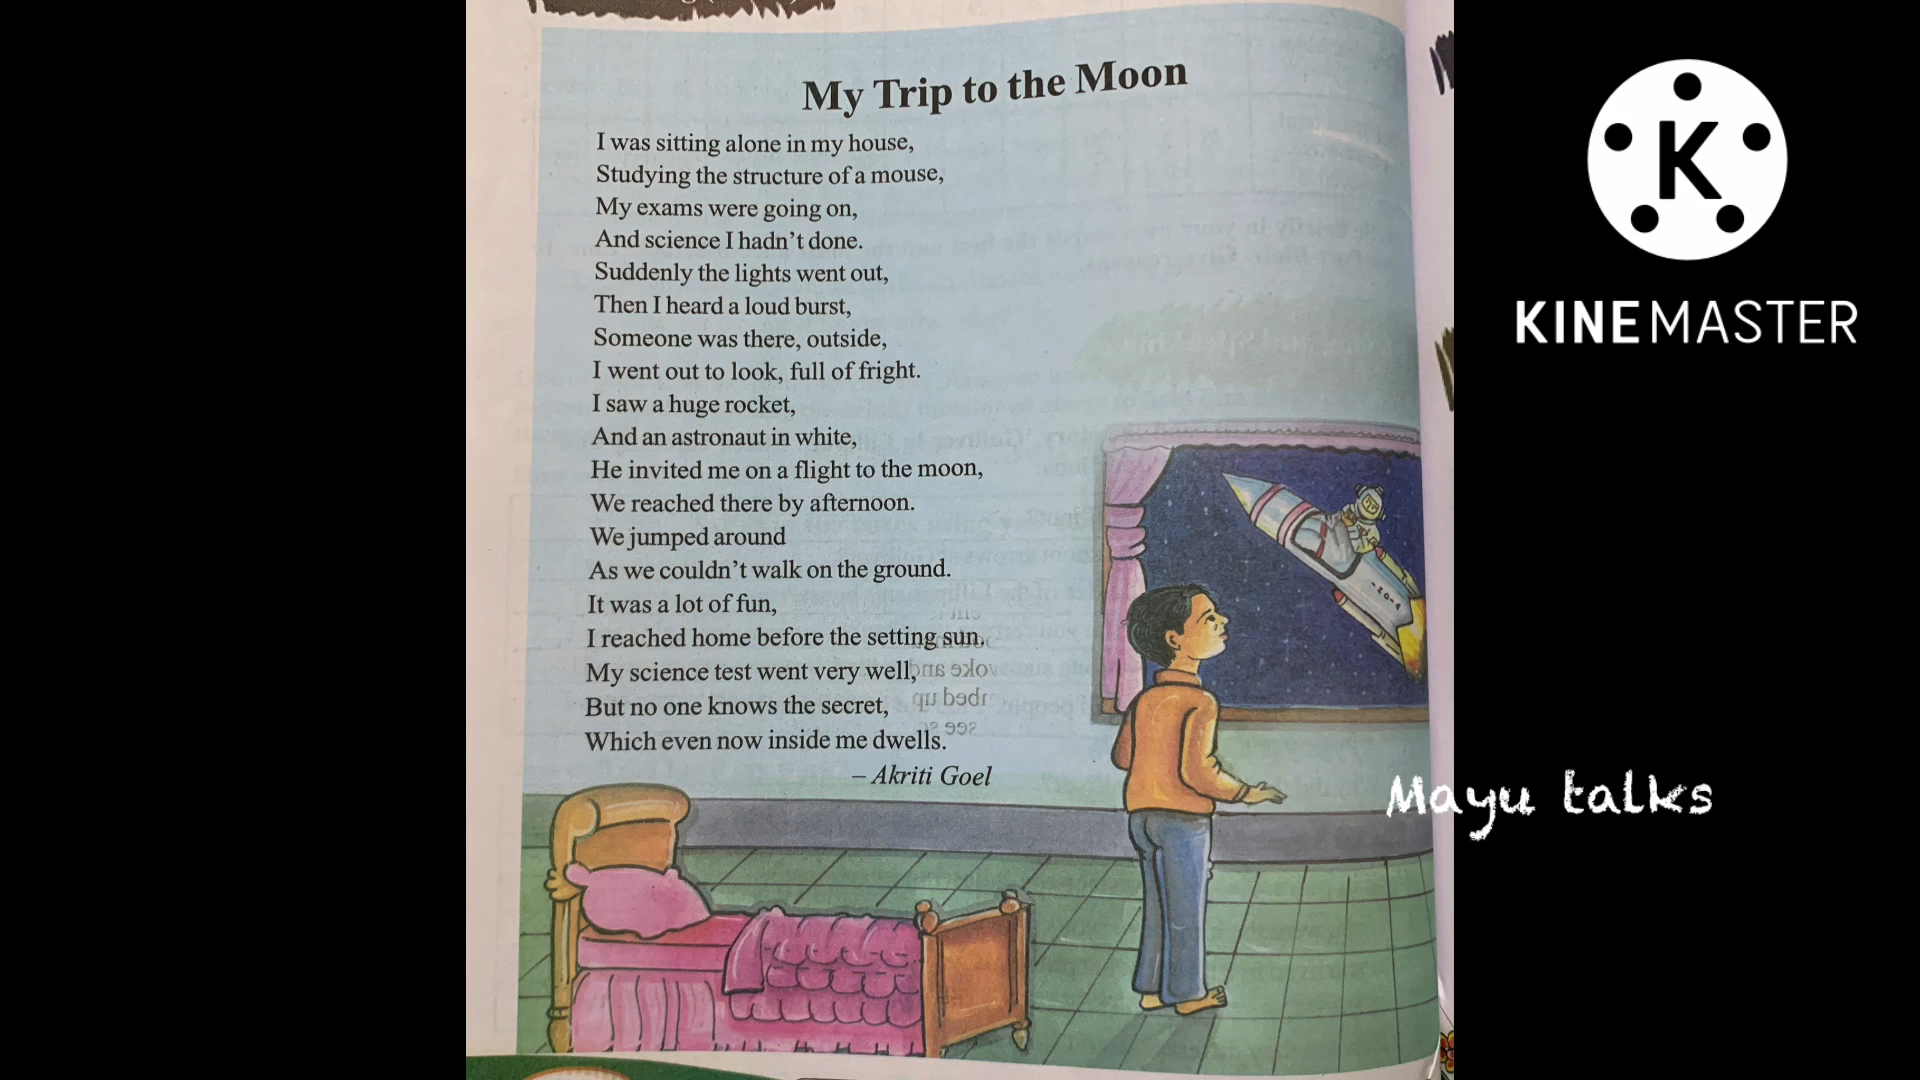 My Trip to the Moon
I was sitting alone in my house,
Studying the structure of a mouse,
My exams were going on,
And science I hadn't done.
Suddenly the lights went out,
Then I heard a loud burst,
Someone was there, outside,
I went out to look, full of fright.
I saw a huge rocket,
And an astronaut in white,
He invited me on a flight to the moon,
We reached there by afternoon.
We jumped around
As we couldn't walk on the ground.
It was a lot of fun,
I reached home before the setting sun.
My science test went very well,
But no one knows the secret,
Which even now inside me dwells.
– Akriti Goel
K
KINEMASTER
Mayu talks